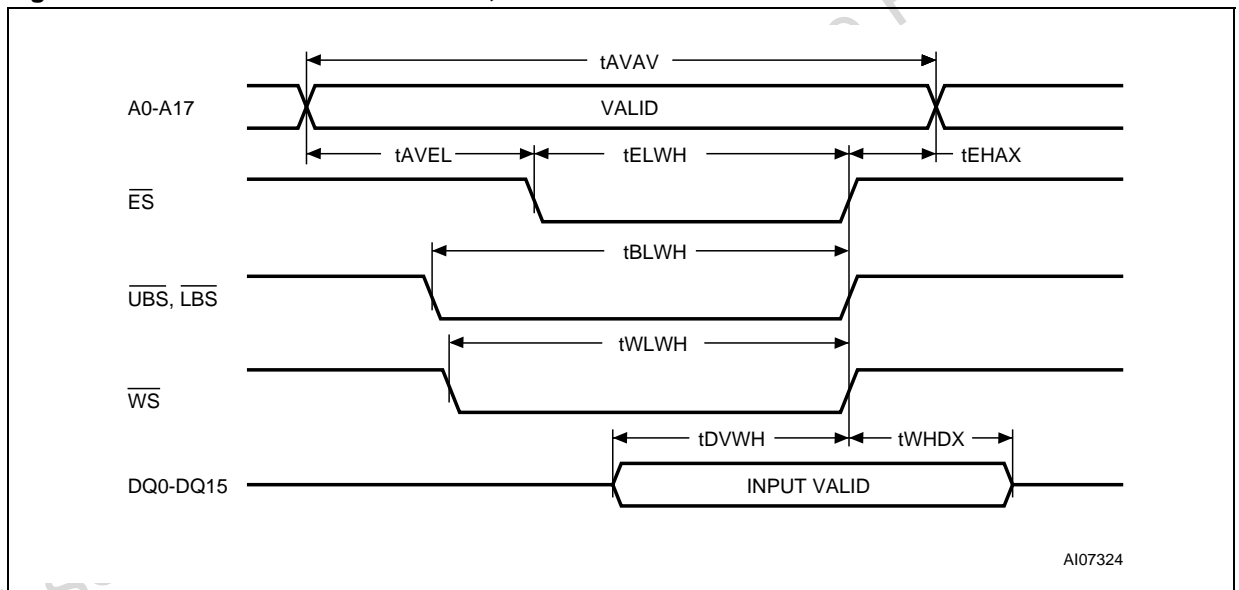 tAVAV
A0-A17 VALID
tAVEL tELWH tEHAX
ES
tBLWH
UBS, LBS
tWLWH
WS
tDVWH tWHDX
DQ0-DQ15 INPUT VALID
AI07324